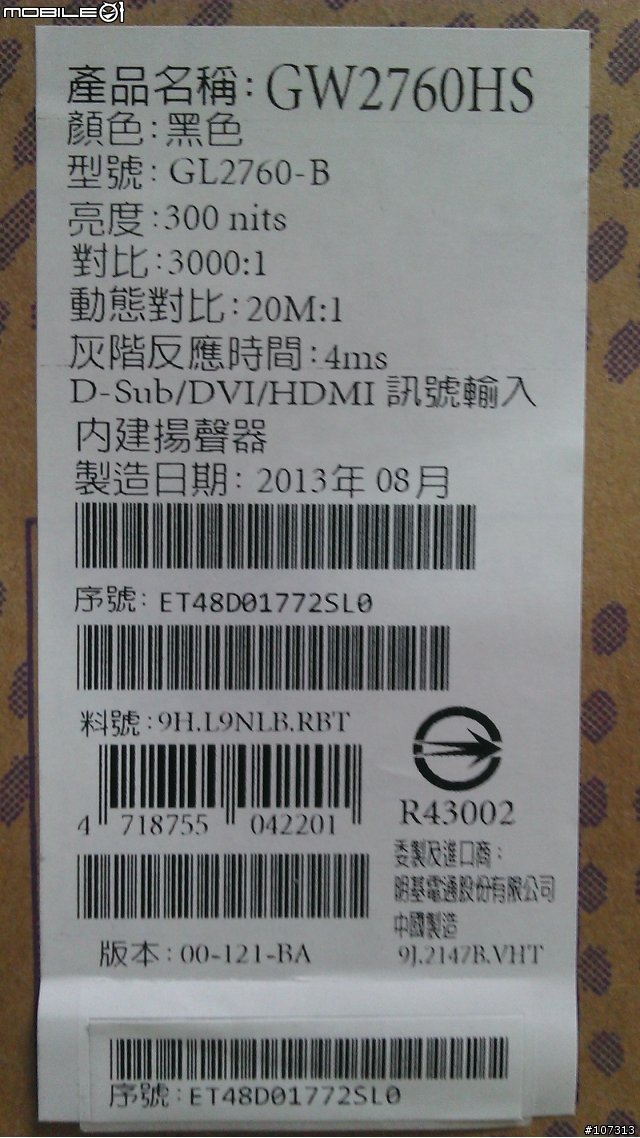 MOBILE01
產品名稱: GW2760HS
顏色:黑色
型號: GL2760-B
亮度:300 nits
對比:3000:1
動態對比:20M:1
灰階反應時間:4ms
D-Sub/DVI/HDMI 訊號輸入
內建揚聲器
製造日期: 2013年 08月
序號: ET48D01772SL0
料號:9H.L9NLB.RBT
4 718755 042201
R43002
委製及進口商:
明基電通股份有限公司
中國製造
9J.2147B.VHT
版本:00-121-BA
序號:ET48D01772SL0
#107313